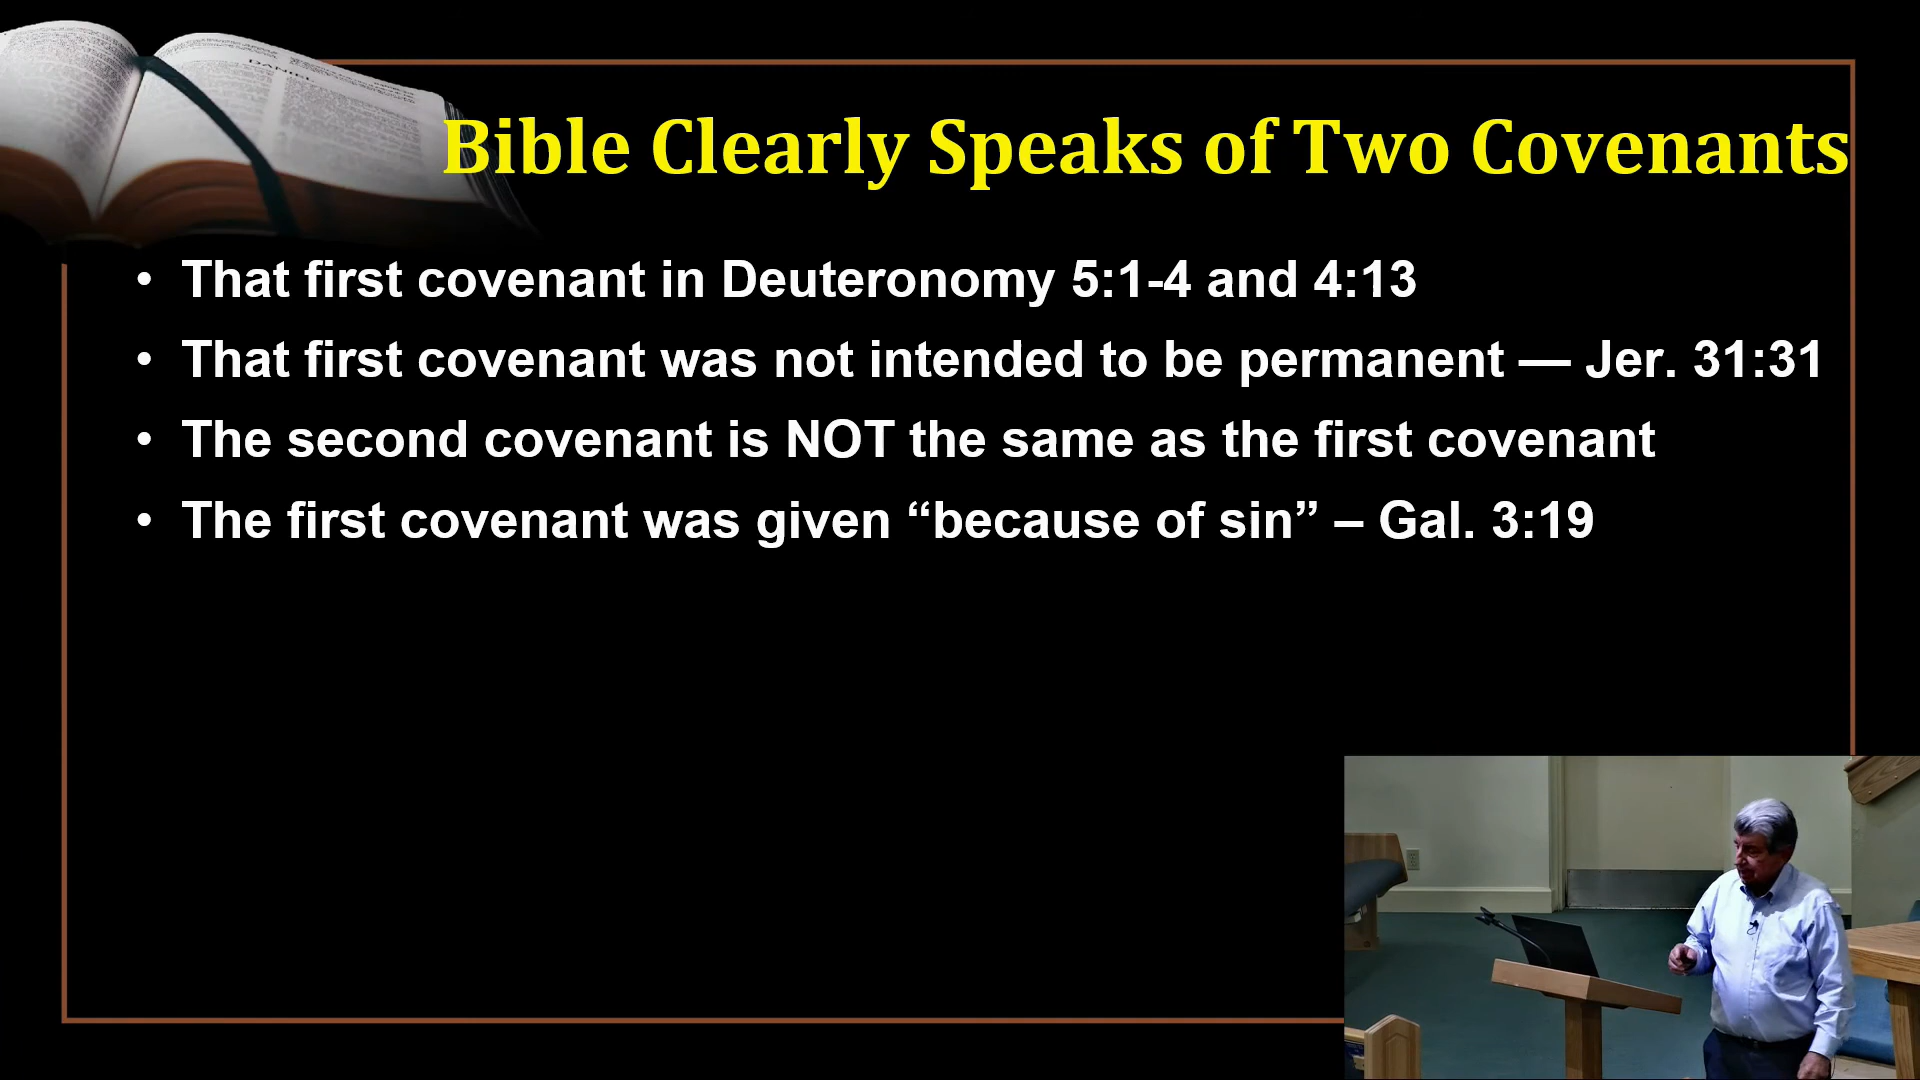 DANIEL
Bible Clearly Speaks of Two Covenants
• That first covenant in Deuteronomy 5:1-4 and 4:13
• That first covenant was not intended to be permanent — Jer. 31:31
• The second covenant is NOT the same as the first covenant
• The first covenant was given “because of sin” – Gal. 3:19